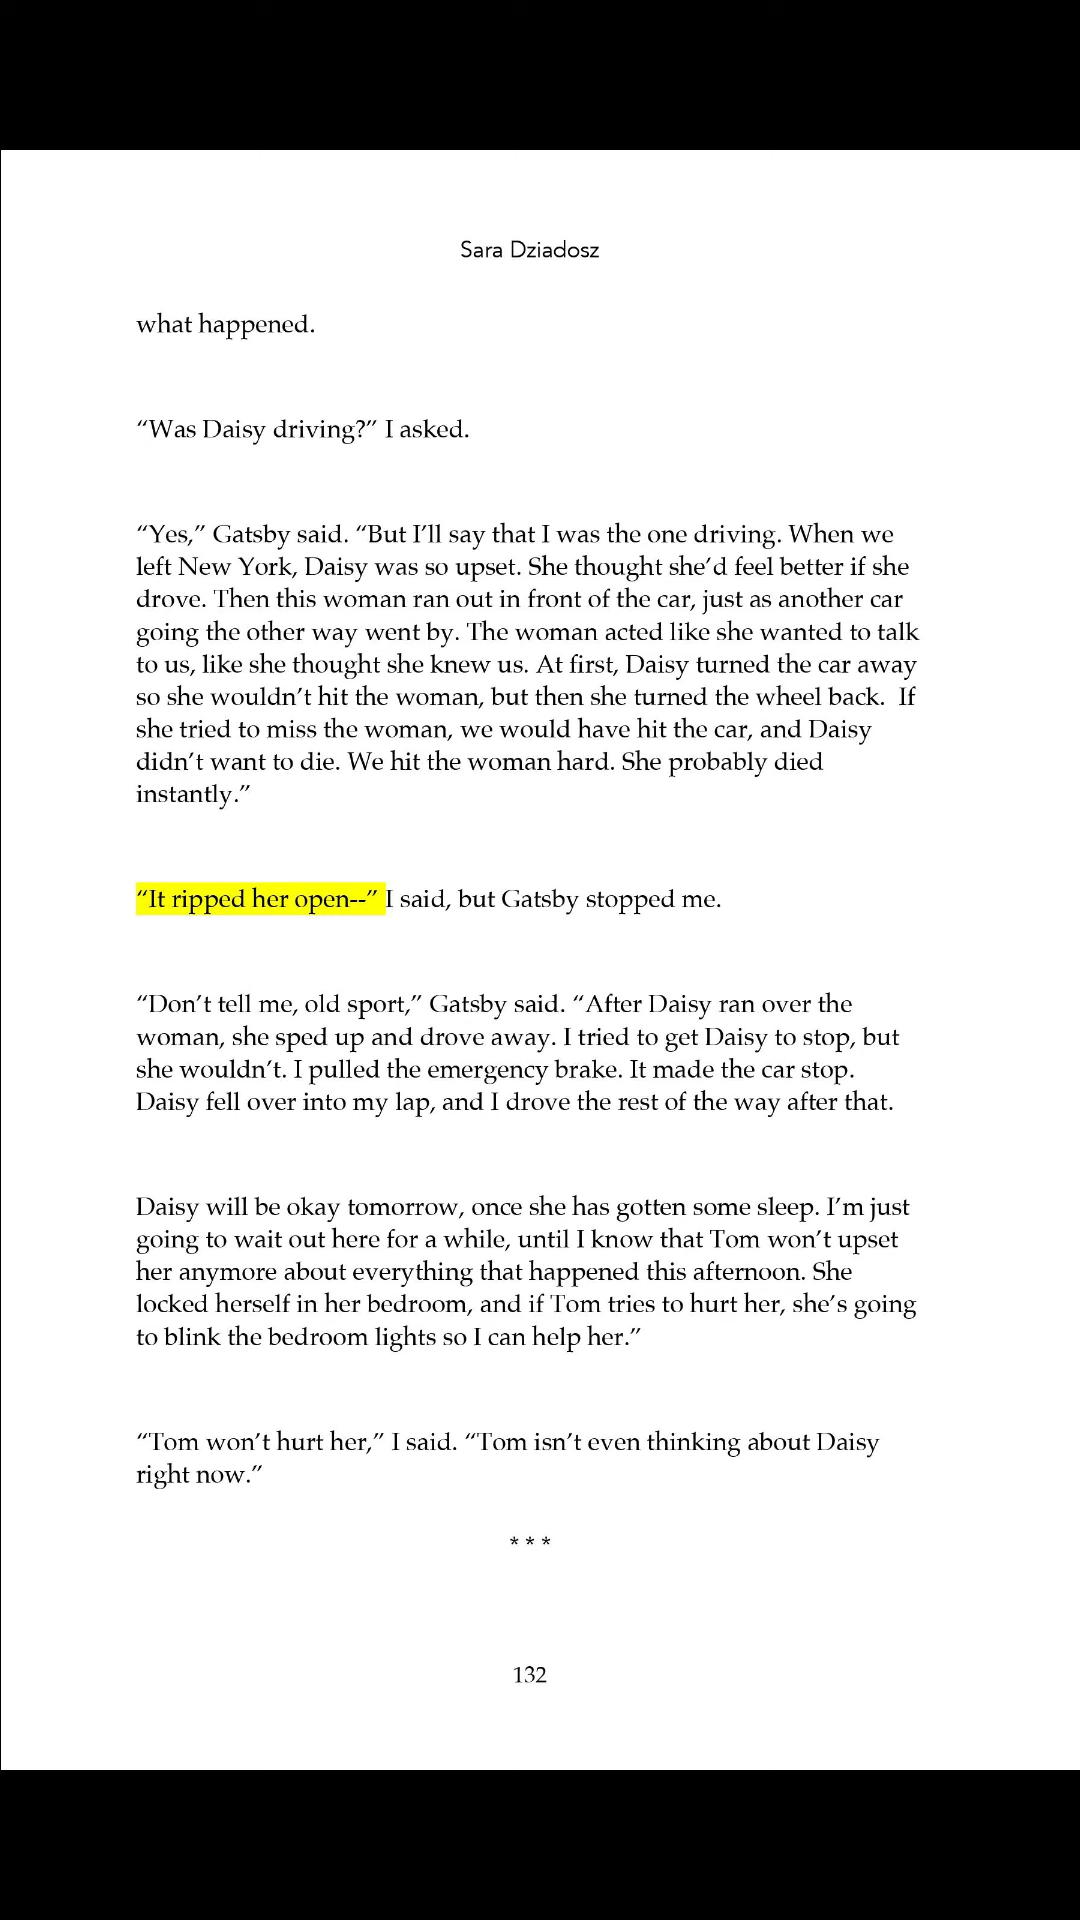 Sara Dziadosz
what happened.
“Was Daisy driving?” I asked.
“Yes,” Gatsby said. “But I’ll say that I was the one driving. When we
left New York, Daisy was so upset. She thought she’d feel better if she
drove. Then this woman ran out in front of the car, just as another car
going the other way went by. The woman acted like she wanted to talk
to us, like she thought she knew us. At first, Daisy turned the car away
so she wouldn’t hit the woman, but then she turned the wheel back.  If
she tried to miss the woman, we would have hit the car, and Daisy
didn’t want to die. We hit the woman hard. She probably died
instantly.”
“It ripped her open--” I said, but Gatsby stopped me.
“Don’t tell me, old sport,” Gatsby said. “After Daisy ran over the
woman, she sped up and drove away. I tried to get Daisy to stop, but
she wouldn’t. I pulled the emergency brake. It made the car stop.
Daisy fell over into my lap, and I drove the rest of the way after that.
Daisy will be okay tomorrow, once she has gotten some sleep. I’m just
going to wait out here for a while, until I know that Tom won’t upset
her anymore about everything that happened this afternoon. She
locked herself in her bedroom, and if Tom tries to hurt her, she’s going
to blink the bedroom lights so I can help her.”
“Tom won’t hurt her,” I said. “Tom isn’t even thinking about Daisy
right now.”
* * *
132